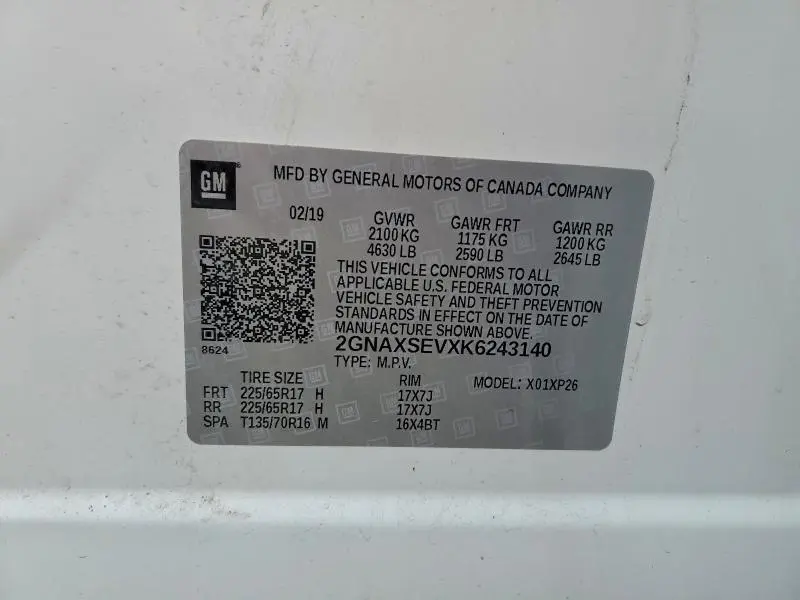 GM
MFD BY GENERAL MOTORS OF CANADA COMPANY
02/19 GVWR GAWR FRT GAWR RR
2100 KG 1175 KG 1200 KG
4630 LB 2590 LB 2645 LB
THIS VEHICLE CONFORMS TO ALL
APPLICABLE U.S. FEDERAL MOTOR
VEHICLE SAFETY AND THEFT PREVENTION
STANDARDS IN EFFECT ON THE DATE OF
MANUFACTURE SHOWN ABOVE.
8624
2GNAXSEVXK6243140
TYPE: M.P.V.
TIRE SIZE RIM MODEL: X01XP26
FRT 225/65R17 H 17X7J
RR 225/65R17 H 17X7J
SPA T135/70R16 M 16X4BT